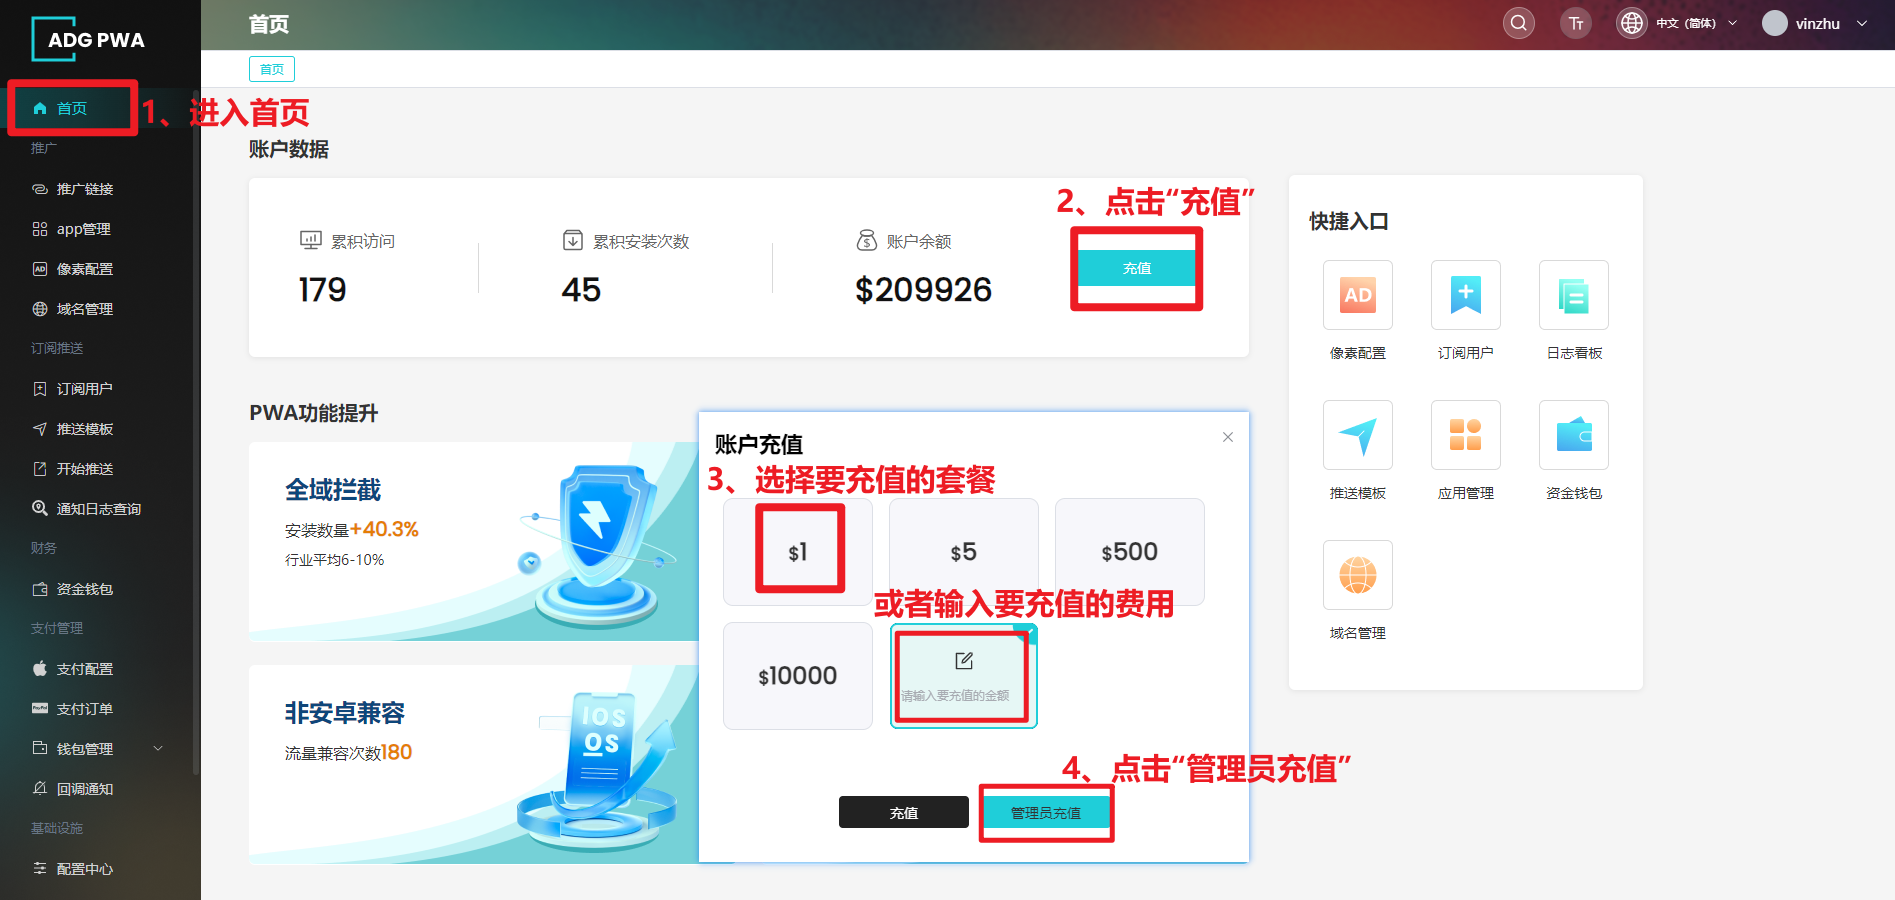 ADG PWA
首页
中文（简体）
vinzhu
首页
首页
1、进入首页
推广
推广链接
app管理
像素配置
域名管理
订阅推送
订阅用户
推送模板
开始推送
通知日志查询
财务
资金钱包
支付管理
支付配置
支付订单
钱包管理
回调通知
基础设施
配置中心
账户数据
累积访问
179
累积安装次数
45
账户余额
$209926
2、点击“充值”
充值
快捷入口
AD
像素配置
订阅用户
日志看板
推送模板
应用管理
资金钱包
域名管理
PWA功能提升
全域拦截
安装数量+40.3%
行业平均6-10%
非安卓兼容
流量兼容次数180
IOS
OS
账户充值
3、选择要充值的套餐
$1
$5
$500
或者输入要充值的费用
$10000
请输入要充值的金额
4、点击“管理员充值”
充值
管理员充值